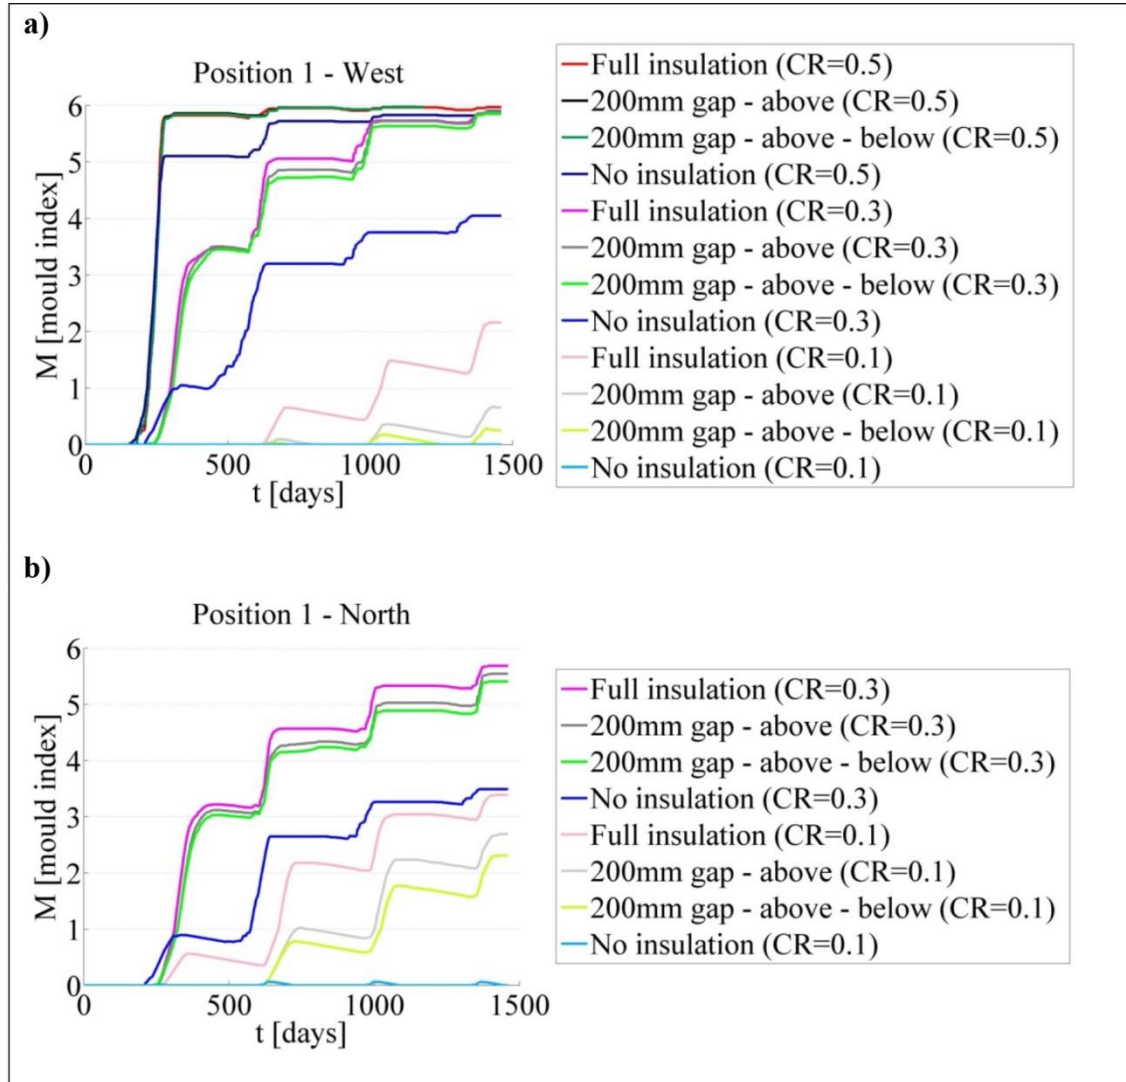 a)
Position 1 - West
M [mould index]
6
5
4
3
2
1
0
0 500 1000 1500
t [days]
Full insulation (CR=0.5)
200mm gap - above (CR=0.5)
200mm gap - above - below (CR=0.5)
No insulation (CR=0.5)
Full insulation (CR=0.3)
200mm gap - above (CR=0.3)
200mm gap - above - below (CR=0.3)
No insulation (CR=0.3)
Full insulation (CR=0.1)
200mm gap - above (CR=0.1)
200mm gap - above - below (CR=0.1)
No insulation (CR=0.1)
b)
Position 1 - North
M [mould index]
6
5
4
3
2
1
0
0 500 1000 1500
t [days]
Full insulation (CR=0.3)
200mm gap - above (CR=0.3)
200mm gap - above - below (CR=0.3)
No insulation (CR=0.3)
Full insulation (CR=0.1)
200mm gap - above (CR=0.1)
200mm gap - above - below (CR=0.1)
No insulation (CR=0.1)